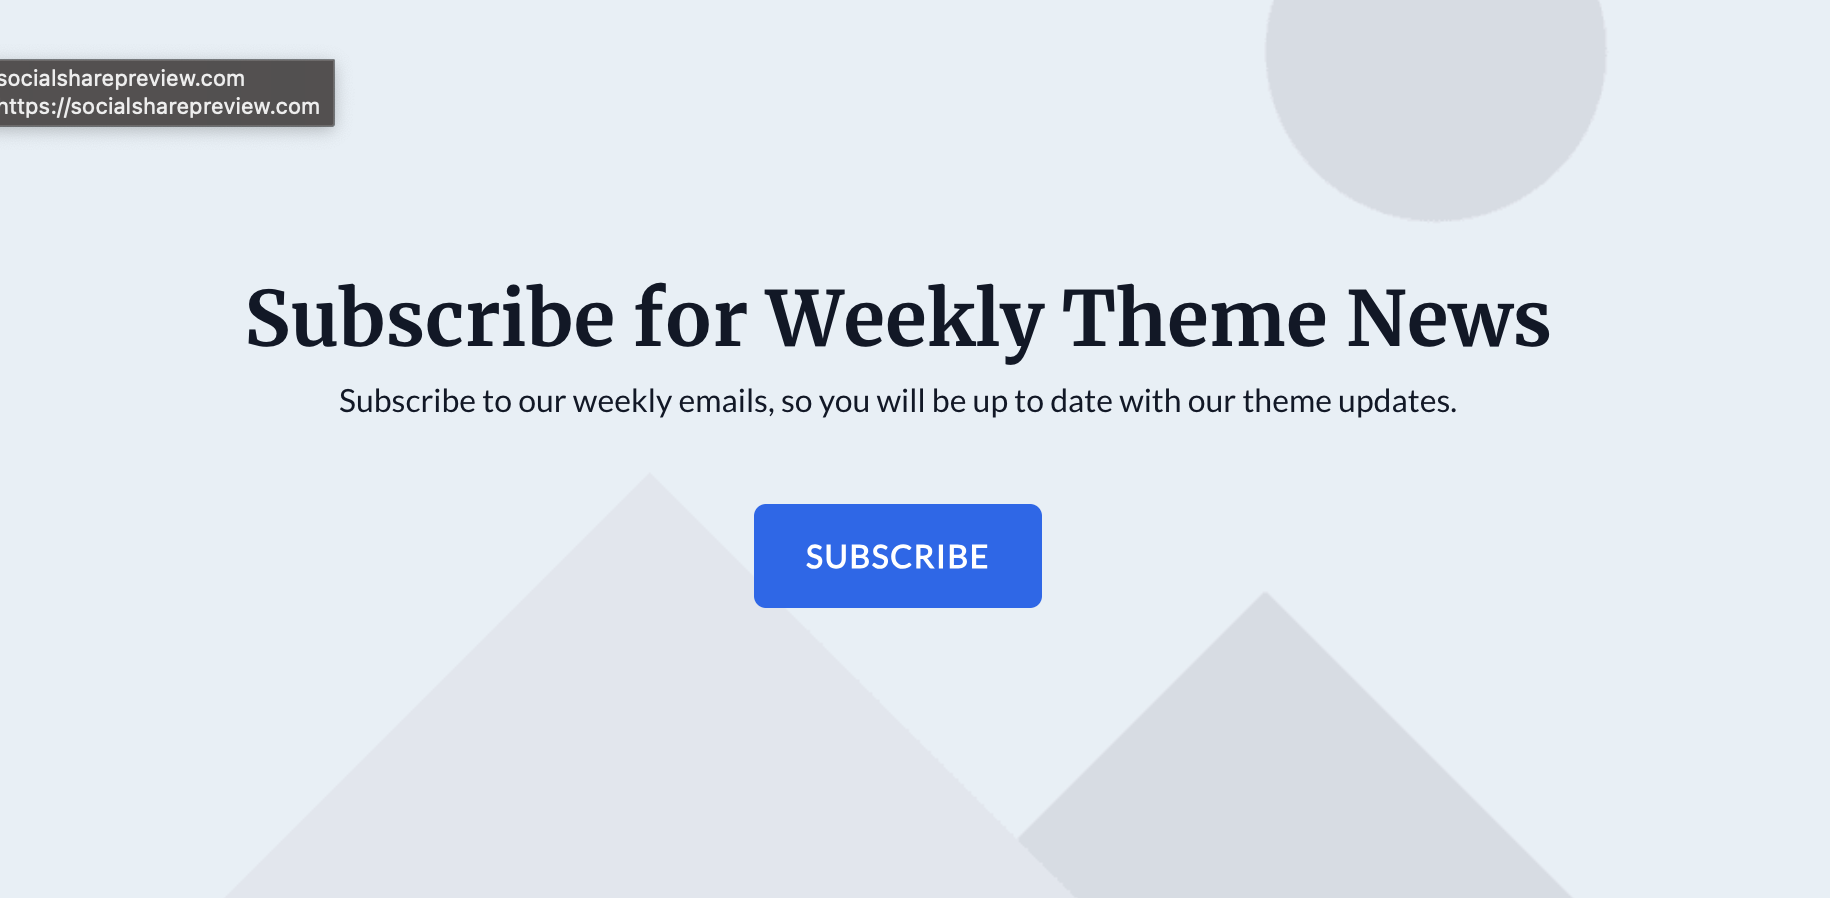 socialsharepreview.com
https://socialsharepreview.com
Subscribe for Weekly Theme News
Subscribe to our weekly emails, so you will be up to date with our theme updates.
SUBSCRIBE